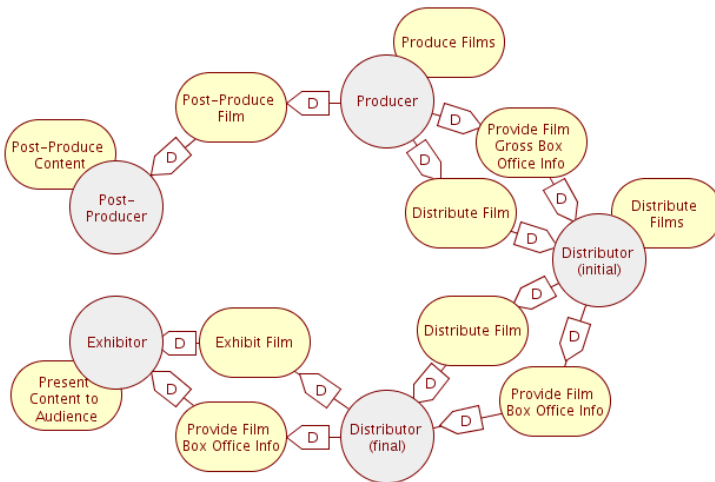 Produce Films
Producer
D
Post-Produce
Film
D
Post-Produce
Content
Post-
Producer
D
Provide Film
Gross Box
Office Info
D
D
Distribute Film
D
Distribute
Films
Distributor
(initial)
D
Distribute Film
D
D
Provide Film
Box Office Info
D
Distributor
(final)
D
Exhibit Film
D
Exhibitor
Present
Content to
Audience
D
Provide Film
Box Office Info
D